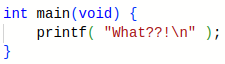 int main(void) {
    printf( "What??!\n" );
}